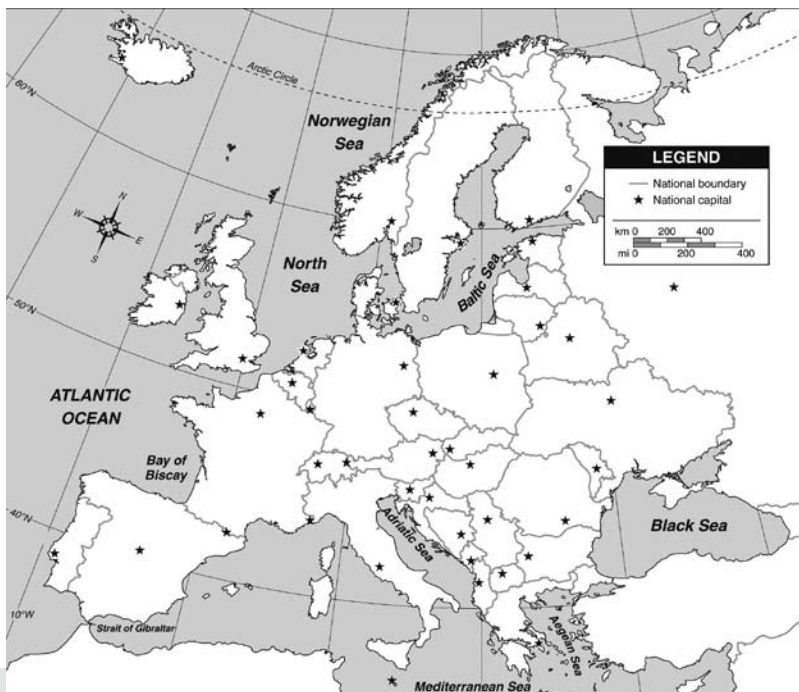 Arctic Circle
60°N
Norwegian
Sea
LEGEND
National boundary
National capital
km 0 200 400
mi 0 200 400
N
W
E
S
North
Sea
Baltic Sea
50°N
ATLANTIC
OCEAN
Bay of
Biscay
40°N
Adriatic Sea
Black Sea
10°W
Strait of Gibraltar
Aegean Sea
Mediterranean Sea